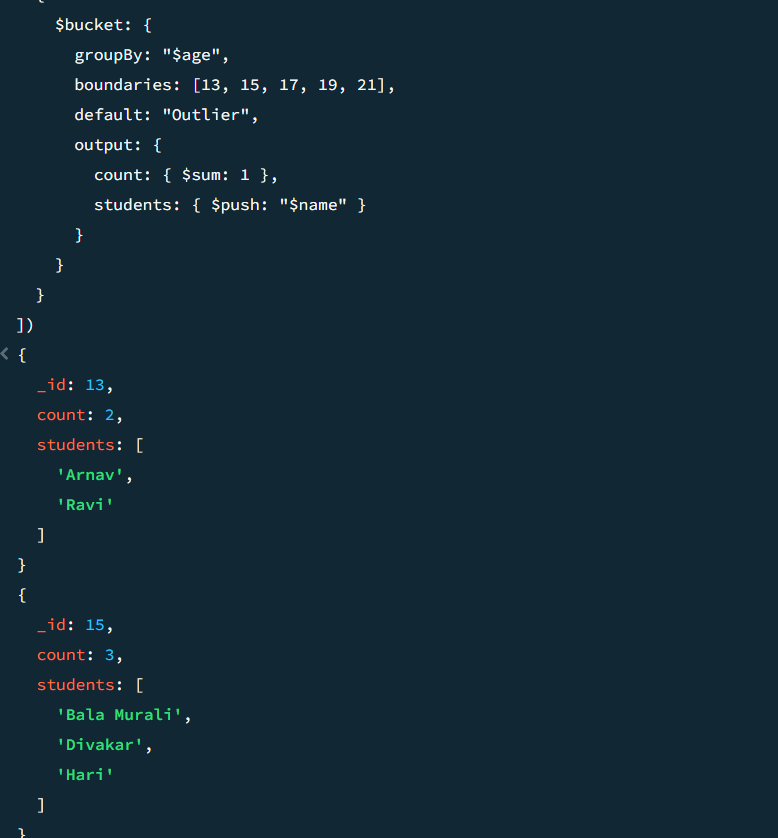 $bucket: {
groupBy: "$age",
boundaries: [13, 15, 17, 19, 21],
default: "Outlier",
output: {
count: { $sum: 1 },
students: { $push: "$name" }
}
}
}
])
< {
_id: 13,
count: 2,
students: [
'Arnav',
'Ravi'
]
}
{
_id: 15,
count: 3,
students: [
'Bala Murali',
'Divakar',
'Hari'
]
}